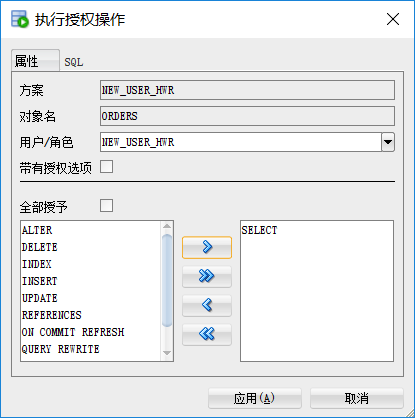 执行授权操作
属性 SQL
方案 NEW_USER_HWR
对象名 ORDERS
用户/角色 NEW_USER_HWR
带有授权选项
全部授予
ALTER
DELETE
INDEX
INSERT
UPDATE
REFERENCES
ON COMMIT REFRESH
QUERY REWRITE
SELECT
应用(A) 取消